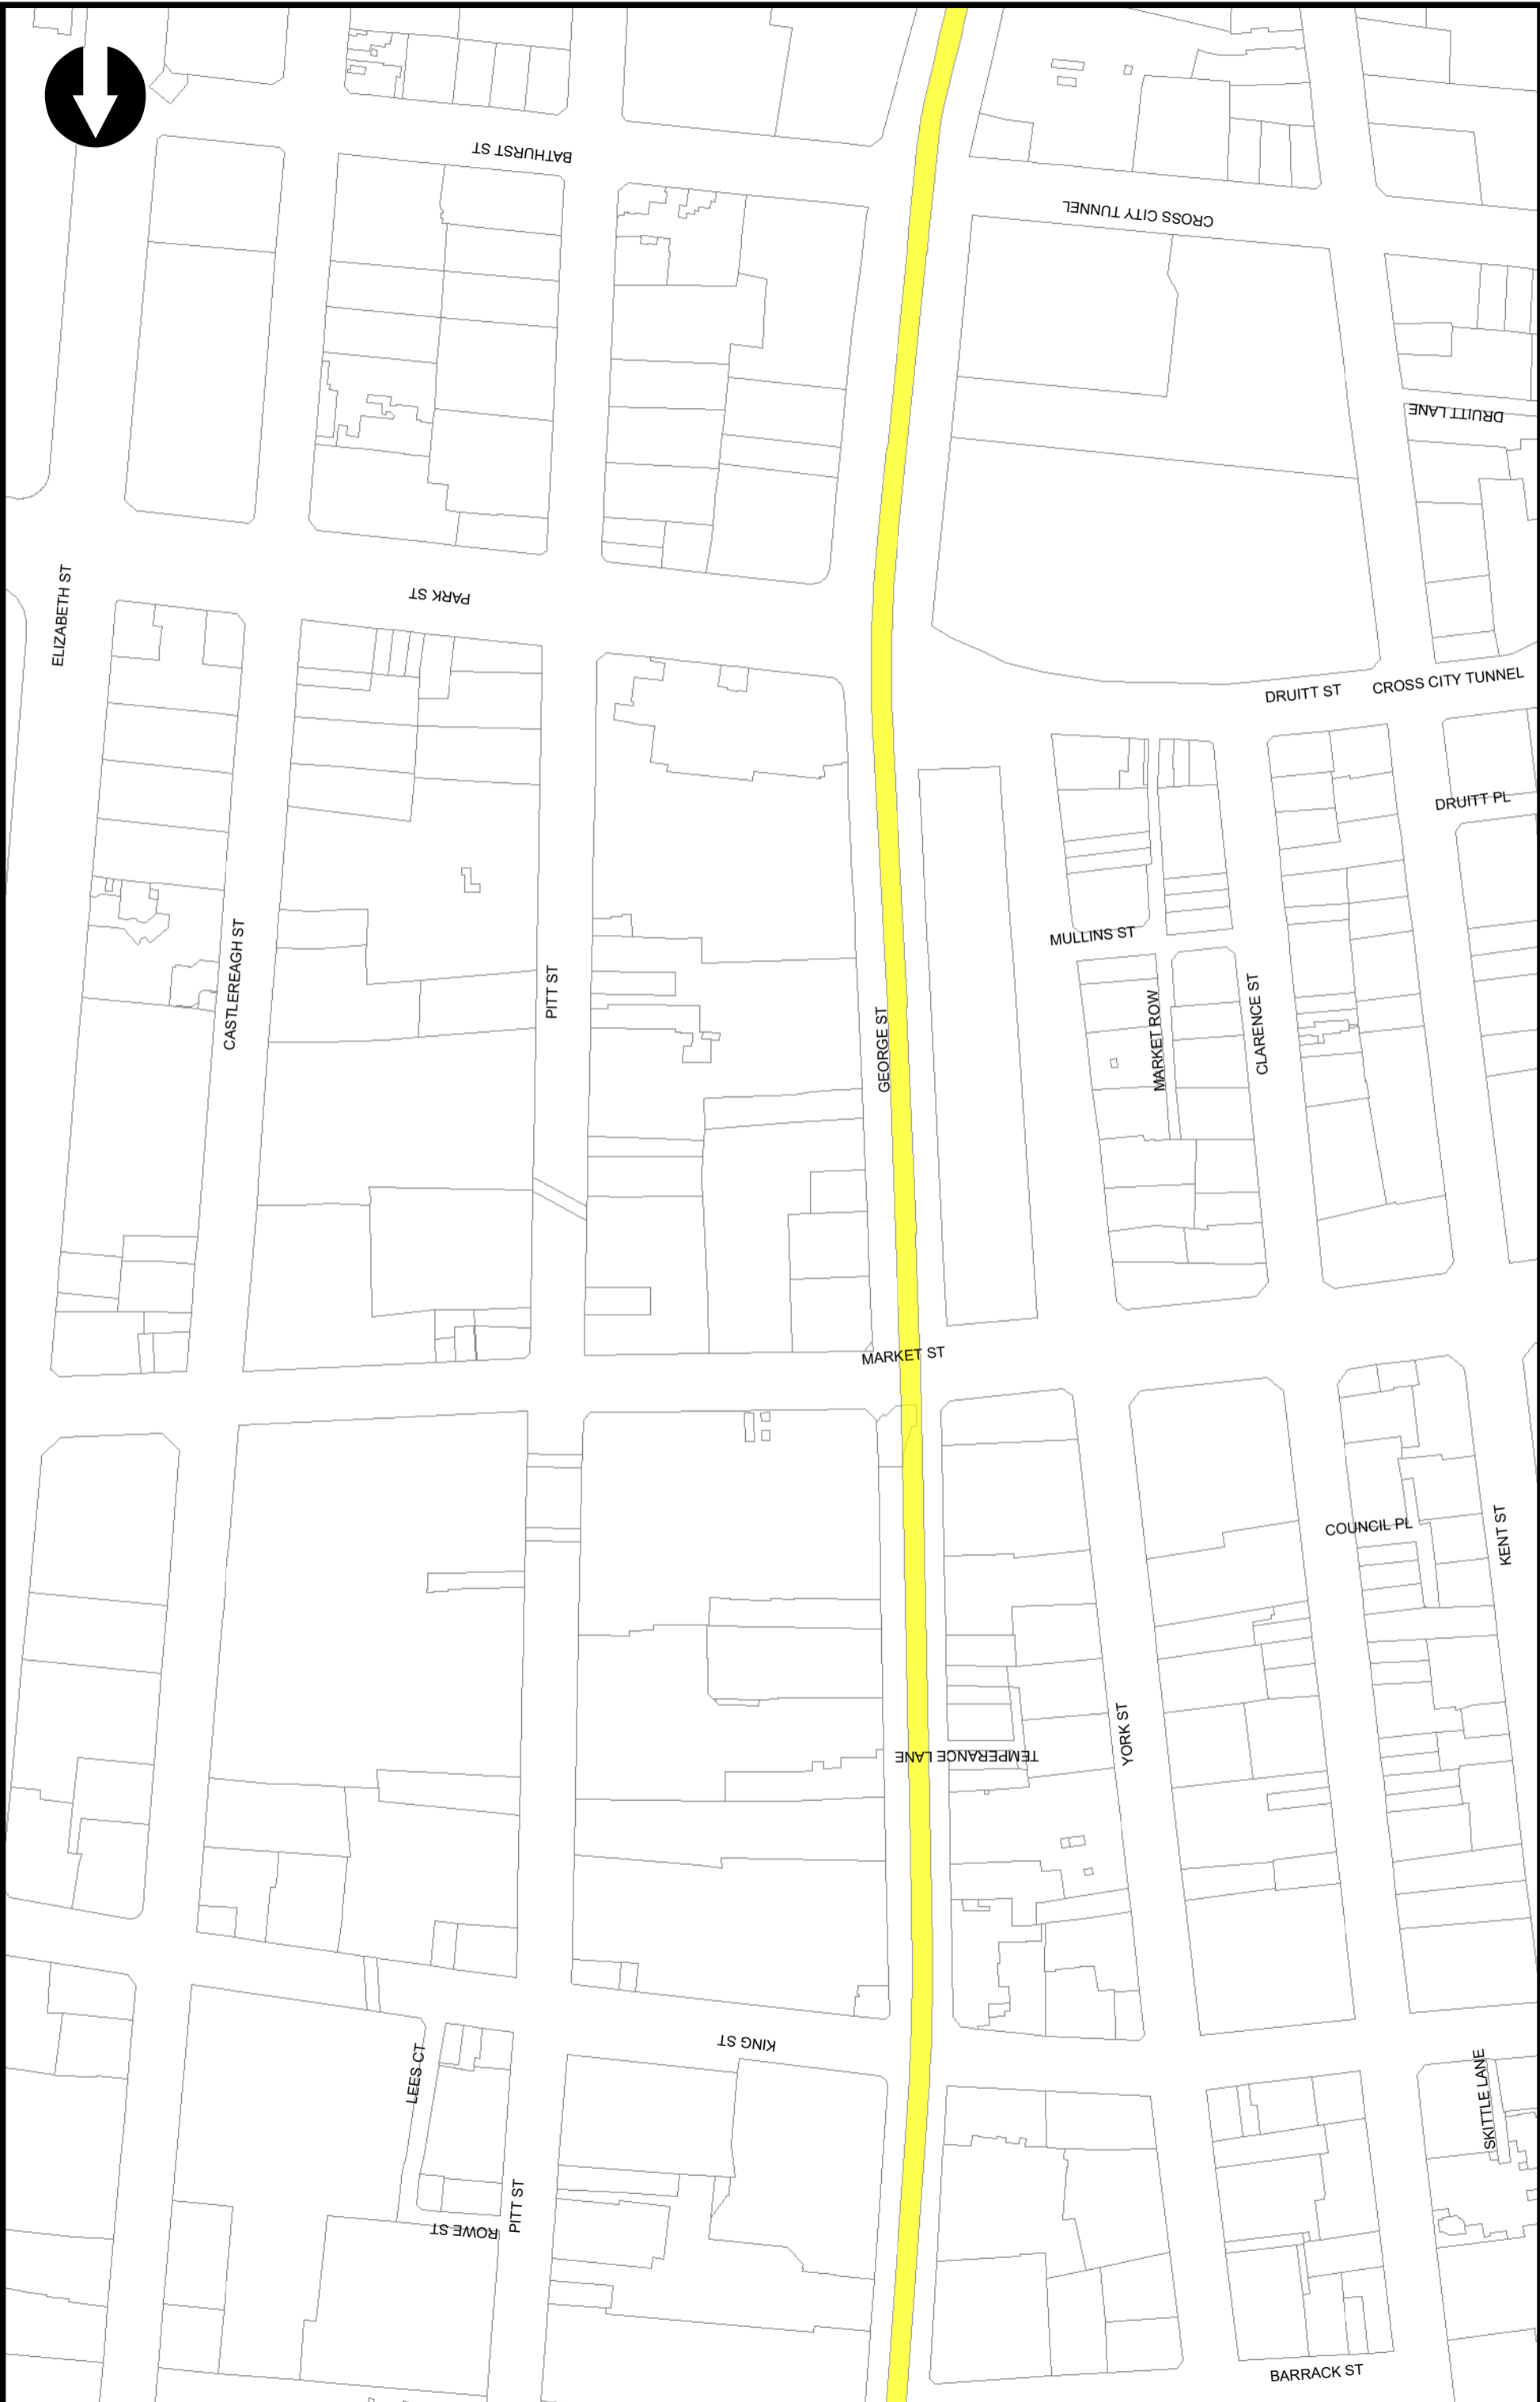 BATHURST ST
CROSS CITY TUNNEL
DRUITT LANE
ELIZABETH ST
PARK ST
DRUITT ST
CROSS CITY TUNNEL
DRUITT PL
CASTLEREAGH ST
PITT ST
GEORGE ST
MULLINS ST
MARKET ROW
CLARENCE ST
MARKET ST
COUNCIL PL
KENT ST
YORK ST
TEMPERANCE LANE
KING ST
LEES CT
SKITTLE LANE
PITT ST
ROWE ST
BARRACK ST